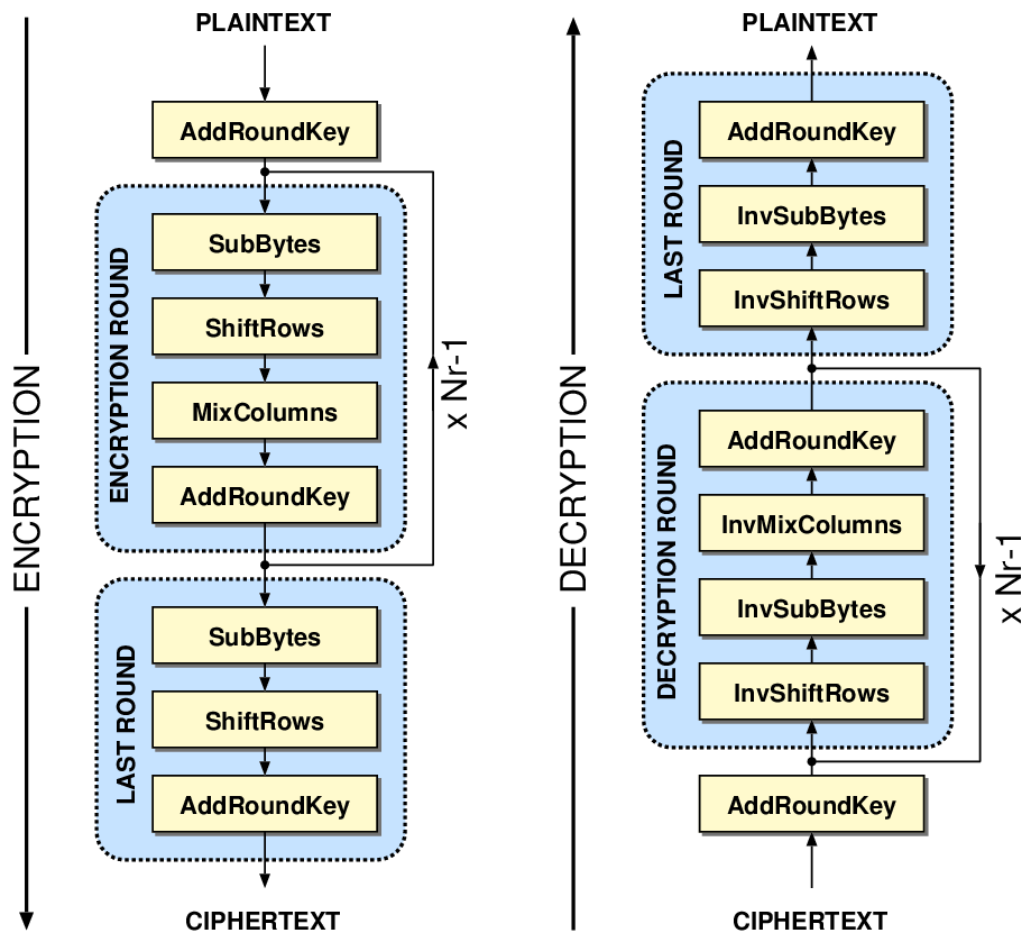 PLAINTEXT
AddRoundKey
SubBytes
ShiftRows
MixColumns
AddRoundKey
ENCRYPTION ROUND
x Nr-1
SubBytes
ShiftRows
AddRoundKey
LAST ROUND
CIPHERTEXT
ENCRYPTION
PLAINTEXT
AddRoundKey
InvSubBytes
InvShiftRows
LAST ROUND
AddRoundKey
InvMixColumns
InvSubBytes
InvShiftRows
DECRYPTION ROUND
x Nr-1
AddRoundKey
CIPHERTEXT
DECRYPTION